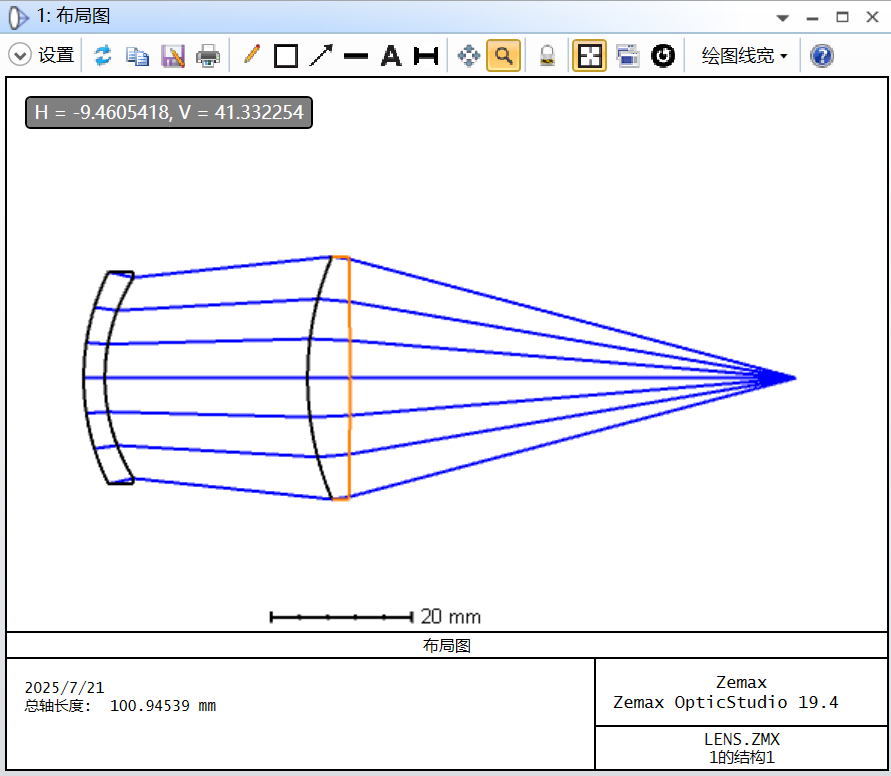 1: 布局图
设置
A
绘图线宽
H = -9.4605418, V = 41.332254
20 mm
布局图
2025/7/21
总轴长度: 100.94539 mm
Zemax
Zemax OpticStudio 19.4
LENS.ZMX
1的结构1